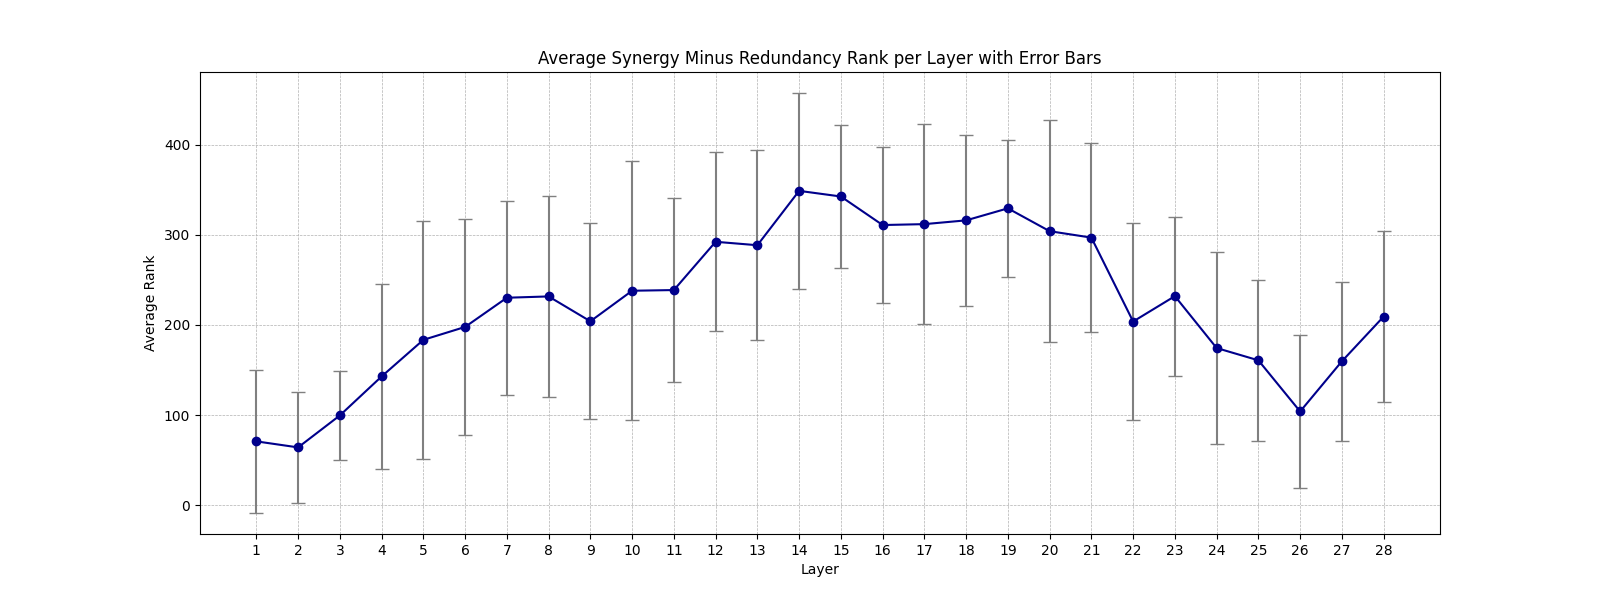 Average Synergy Minus Redundancy Rank per Layer with Error Bars
400
300
200
100
0
Average Rank
1 2 3 4 5 6 7 8 9 10 11 12 13 14 15 16 17 18 19 20 21 22 23 24 25 26 27 28
Layer